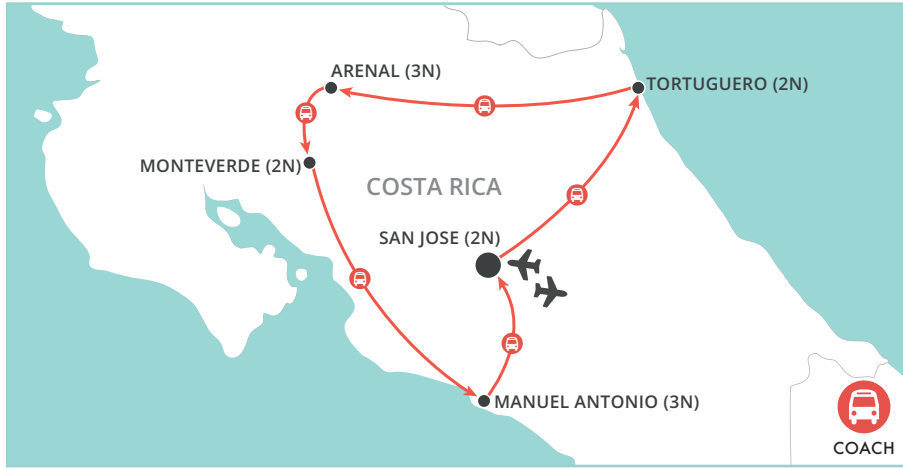 ARENAL (3N)
TORTUGUERO (2N)
MONTEVERDE (2N)
COSTA RICA
SAN JOSE (2N)
MANUEL ANTONIO (3N)
COACH